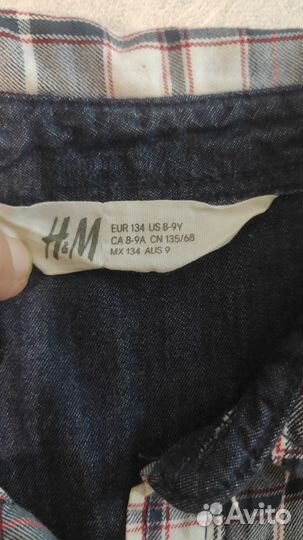 H&M
EUR 134 US 8-9Y
CA 8-9A CN 135/68
MX 134 AUS 9
Avito